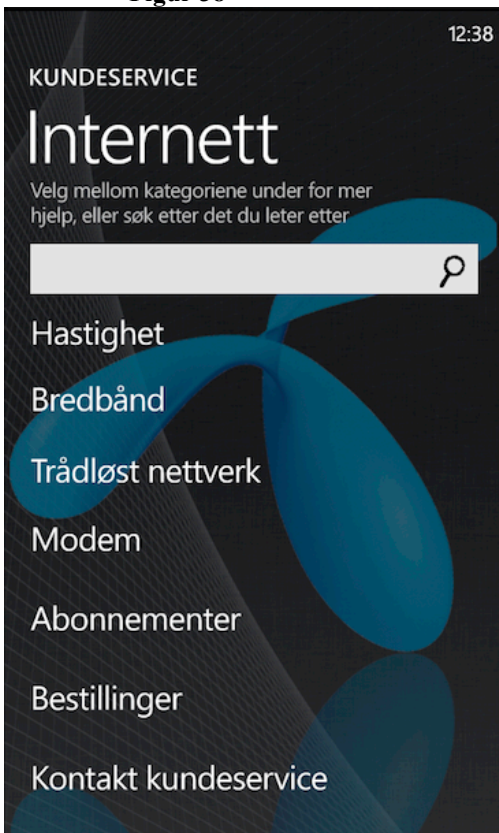 12:38
KUNDESERVICE
Internett
Velg mellom kategoriene under for mer
hjelp, eller søk etter det du leter etter
Hastighet
Bredbånd
Trådløst nettverk
Modem
Abonnementer
Bestillinger
Kontakt kundeservice